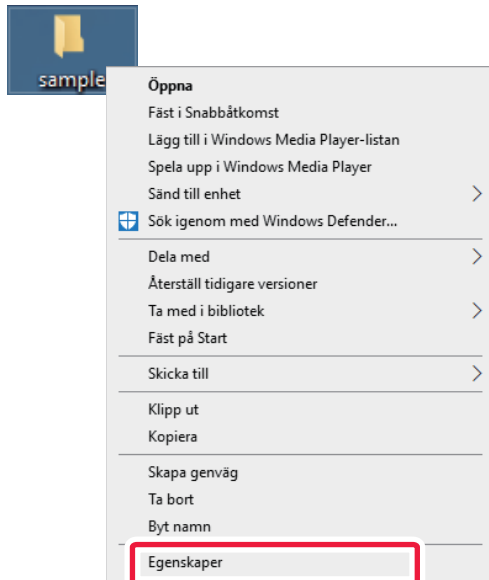 sample
Öppna
Fäst i Snabbåtkomst
Lägg till i Windows Media Player-listan
Spela upp i Windows Media Player
Sänd till enhet
Sök igenom med Windows Defender...
Dela med
Återställ tidigare versioner
Ta med i bibliotek
Fäst på Start
Skicka till
Klipp ut
Kopiera
Skapa genväg
Ta bort
Byt namn
Egenskaper